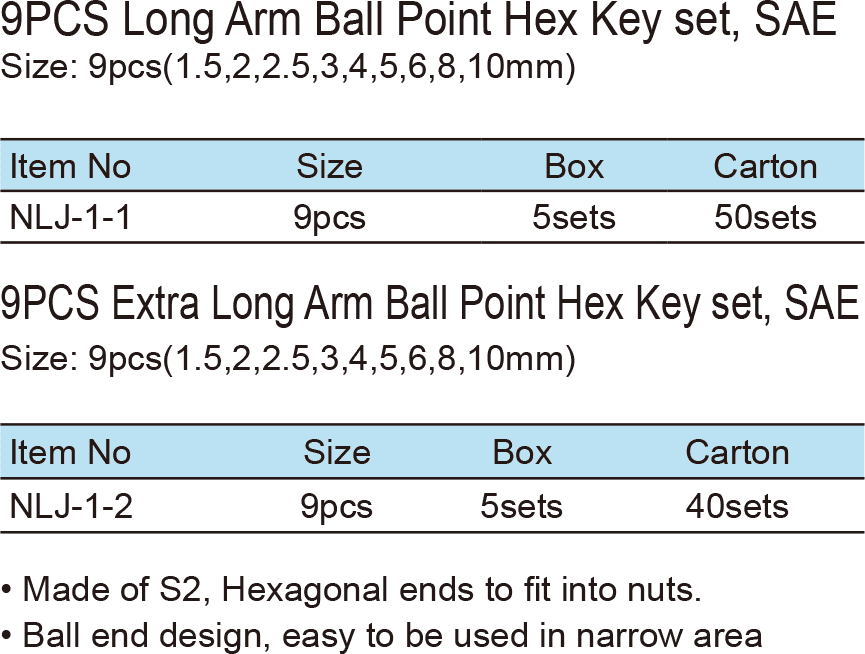 9PCS Long Arm Ball Point Hex Key set, SAE
Size: 9pcs(1.5,2,2.5,3,4,5,6,8,10mm)
Item No Size Box Carton
NLJ-1-1 9pcs 5sets 50sets
9PCS Extra Long Arm Ball Point Hex Key set, SAE
Size: 9pcs(1.5,2,2.5,3,4,5,6,8,10mm)
Item No Size Box Carton
NLJ-1-2 9pcs 5sets 40sets
• Made of S2, Hexagonal ends to fit into nuts.
• Ball end design, easy to be used in narrow area